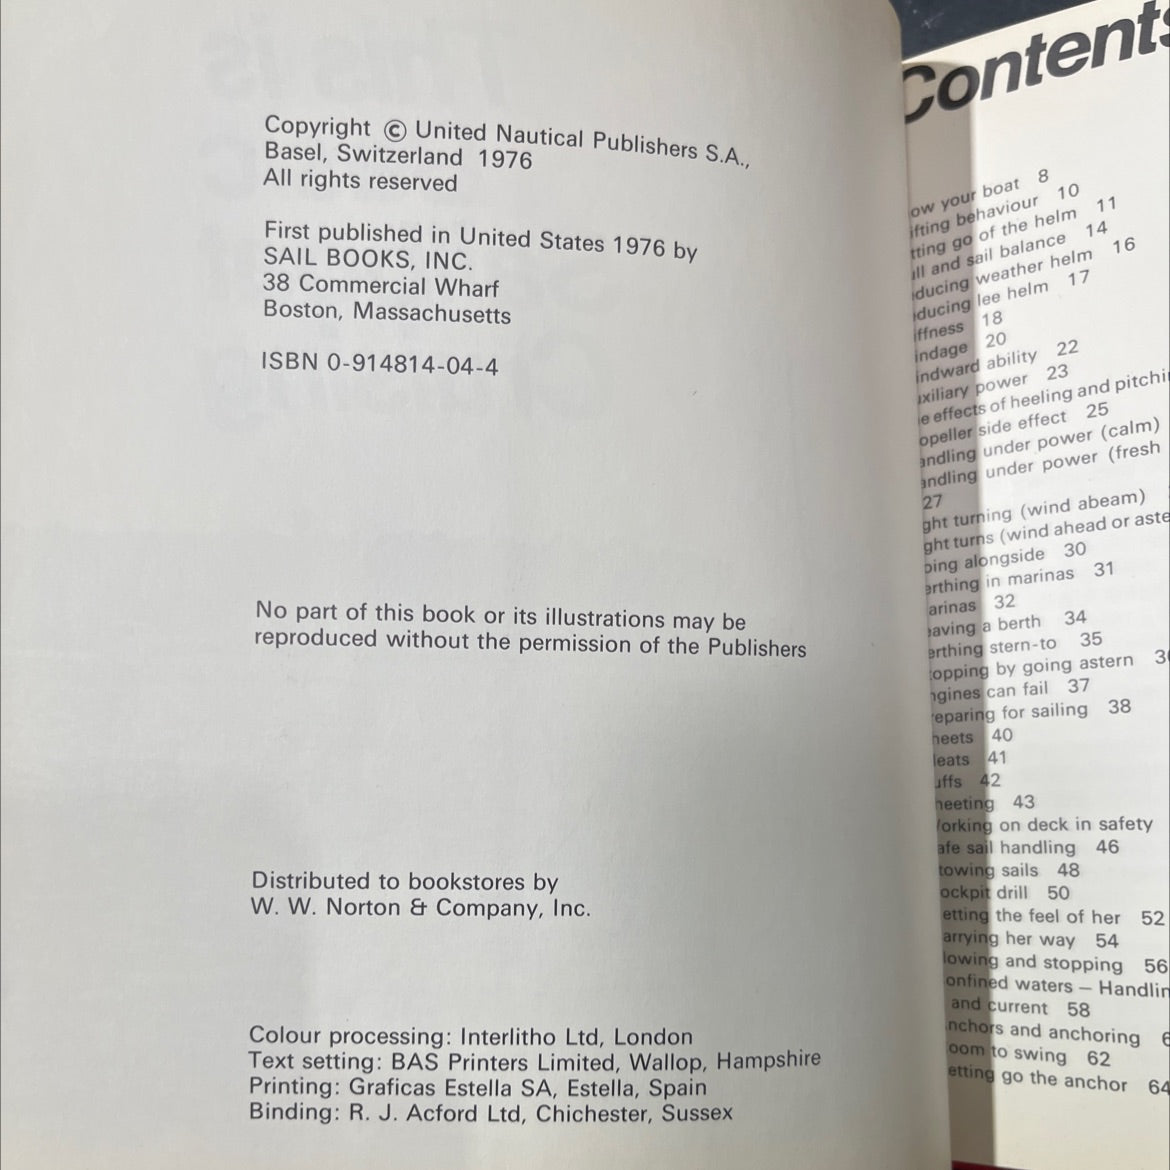 Copyright © United Nautical Publishers S.A.,
Basel, Switzerland 1976
All rights reserved
First published in United States 1976 by
SAIL BOOKS, INC.
38 Commercial Wharf
Boston, Massachusetts
ISBN 0-914814-04-4
No part of this book or its illustrations may be
reproduced without the permission of the Publishers
Distributed to bookstores by
W. W. Norton & Company, Inc.
Colour processing: Interlitho Ltd, London
Text setting: BAS Printers Limited, Wallop, Hampshire
Printing: Graficas Estella SA, Estella, Spain
Binding: R. J. Acford Ltd, Chichester, Sussex
Contents
ow your boat 8
ifting behaviour 10
tting go of the helm 11
ull and sail balance 14
ducing weather helm 16
ducing lee helm 17
iffness 18
indage 20
indward ability 22
uxiliary power 23
e effects of heeling and pitchi
opeller side effect 25
andling under power (calm)
andling under power (fresh
27
ght turning (wind abeam)
ght turns (wind ahead or aste
oing alongside 30
erthing in marinas 31
arinas 32
eaving a berth 34
erthing stern-to 35
topping by going astern
ngines can fail 37
reparing for sailing 38
heets 40
leats 41
uffs 42
heeting 43
orking on deck in safety
afe sail handling 46
towing sails 48
ockpit drill 50
etting the feel of her 52
arrying her way 54
lowing and stopping 56
onfined waters – Handlin
and current 58
nchors and anchoring 6
oom to swing 62
etting go the anchor 64